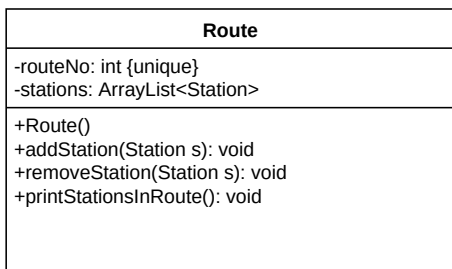 Route
-routeNo: int {unique}
-stations: ArrayList<Station>
+Route()
+addStation(Station s): void
+removeStation(Station s): void
+printStationsInRoute(): void